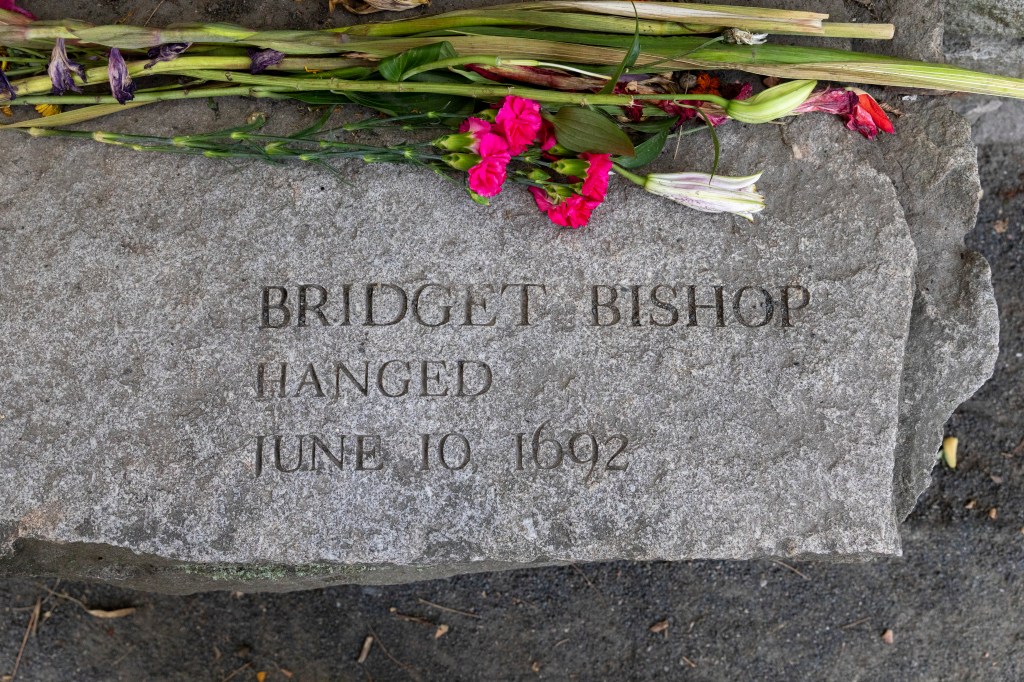 BRIDGET BISHOP
HANGED
JUNE 10, 1692